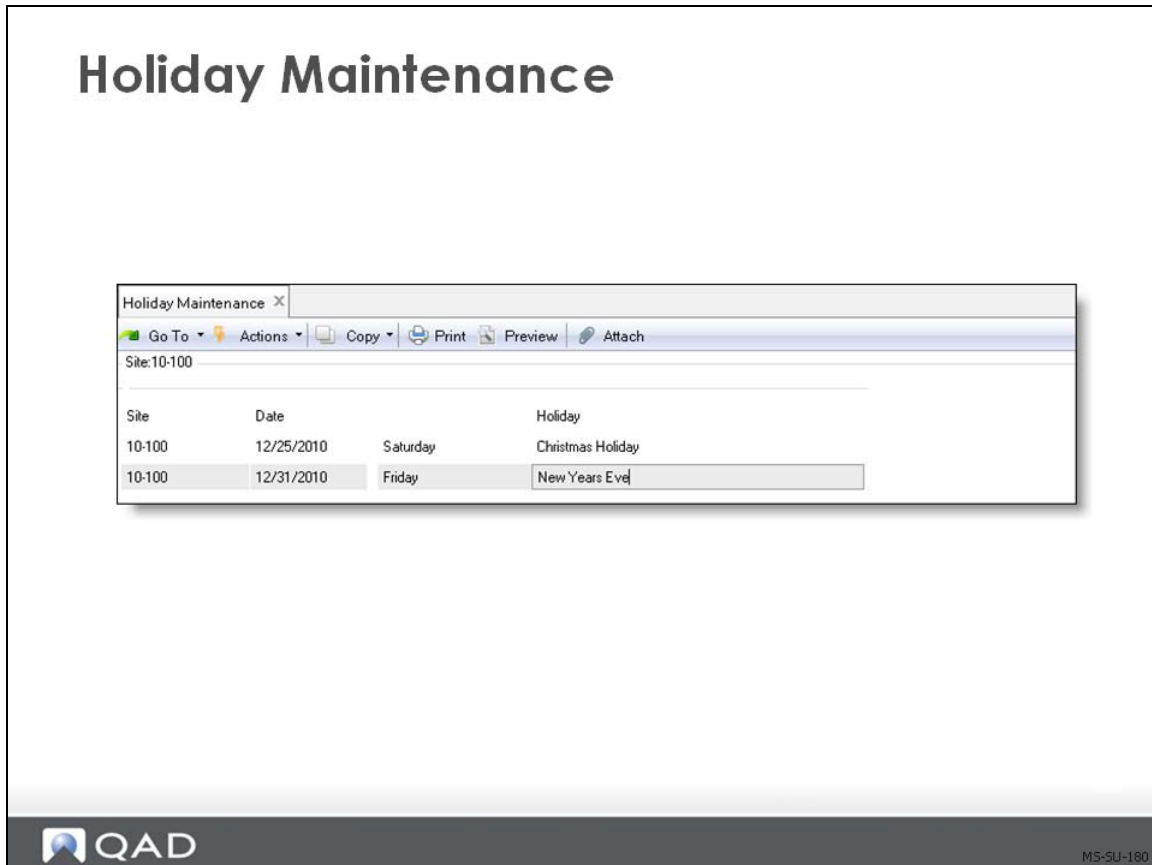 Holiday Maintenance
Holiday Maintenance X
Go To Actions Copy Print Preview Attach
Site:10-100
Site Date Holiday
10-100 12/25/2010 Saturday Christmas Holiday
10-100 12/31/2010 Friday New Years Eve
QAD
MS-SU-180